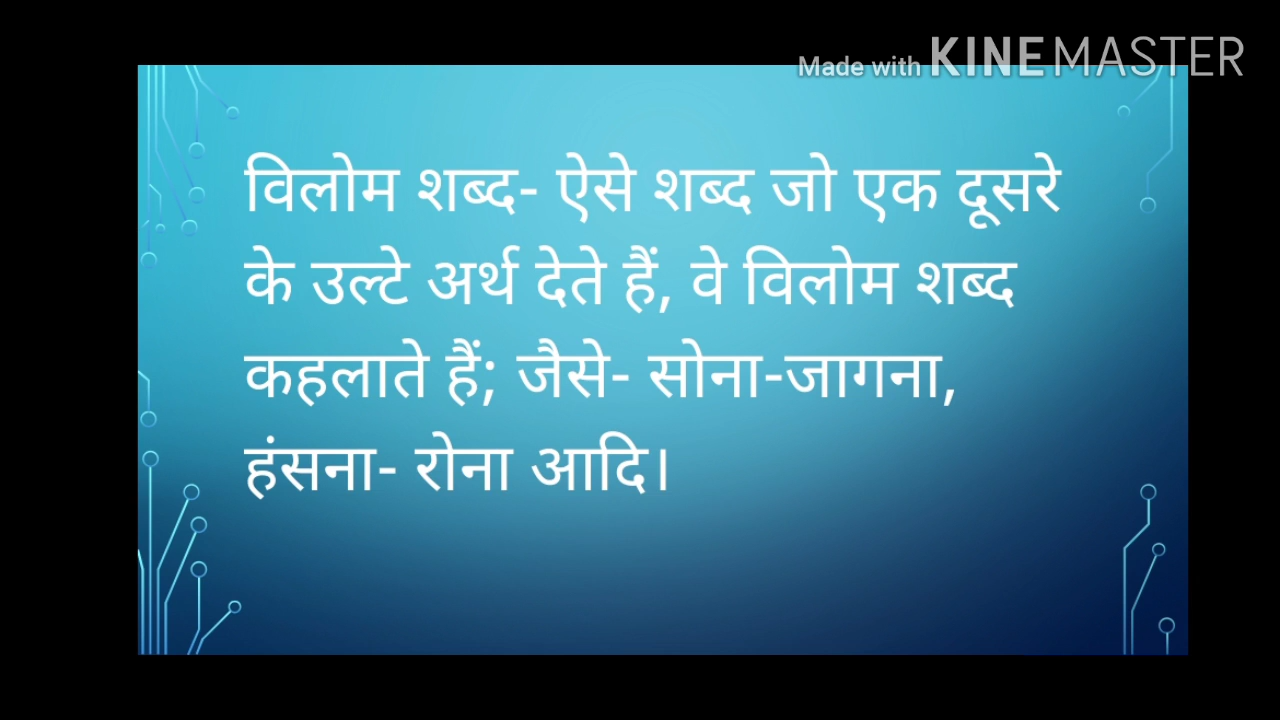 Made with KINEMASTER
विलोम शब्द- ऐसे शब्द जो एक दूसरे
के उल्टे अर्थ देते हैं, वे विलोम शब्द
कहलाते हैं; जैसे- सोना-जागना,
हंसना- रोना आदि।